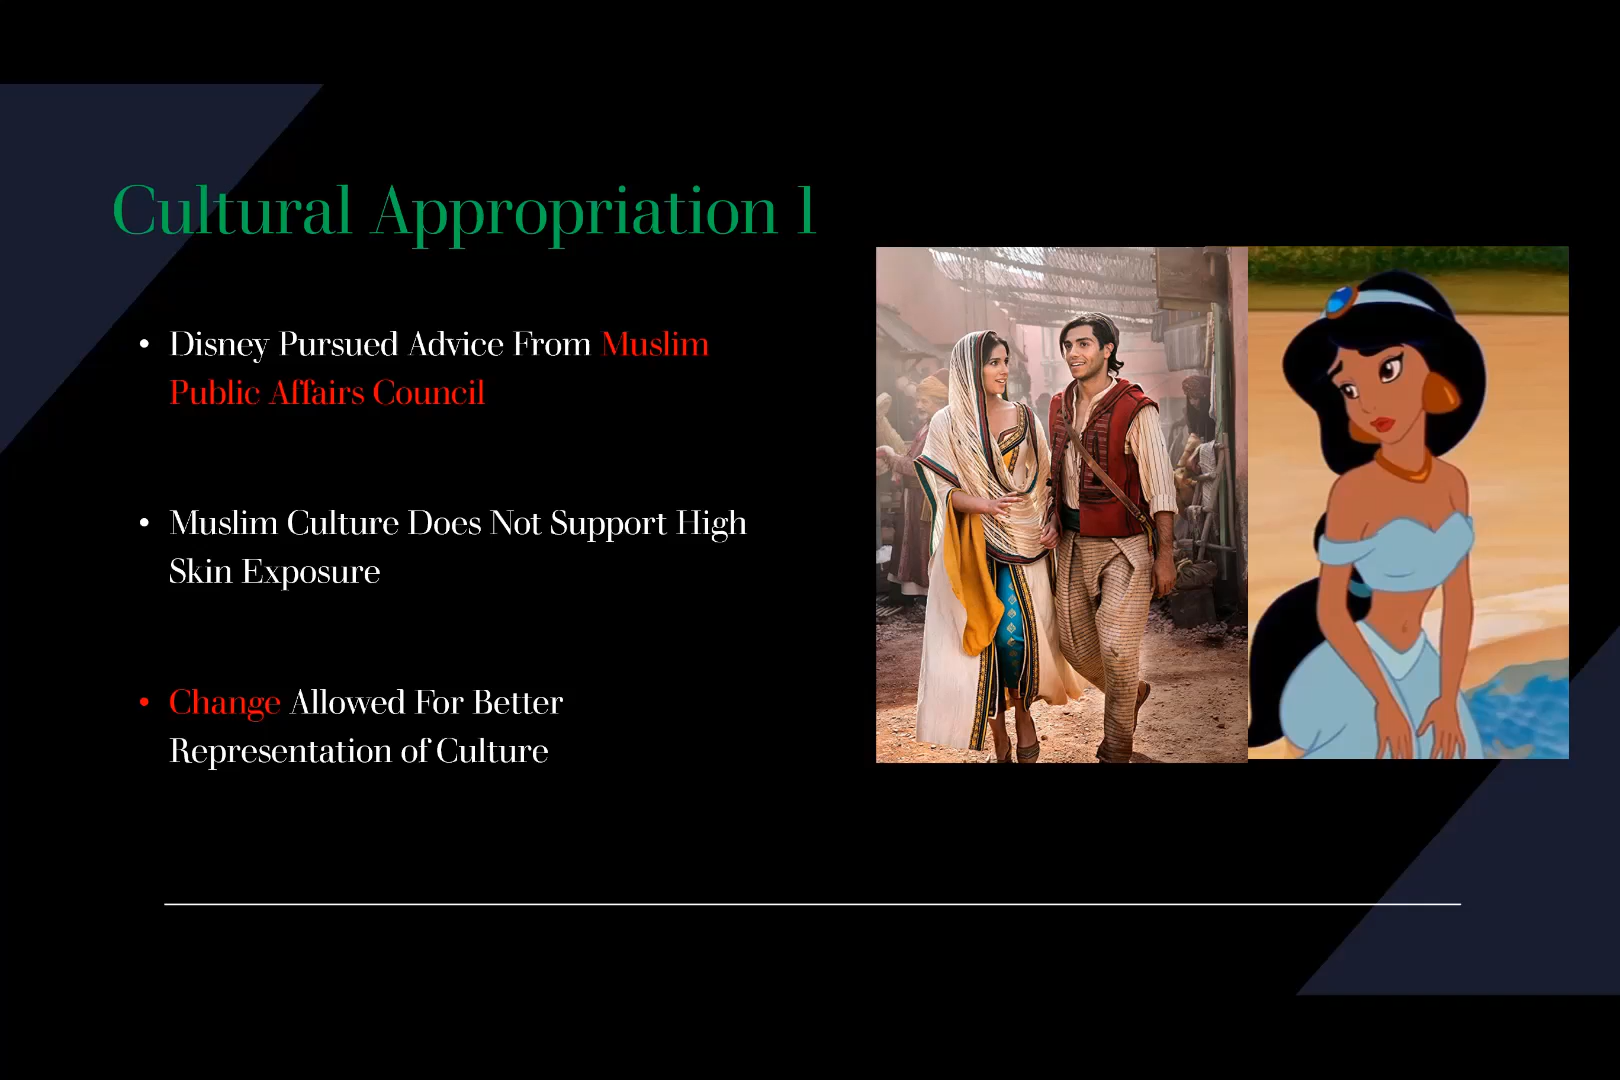 Cultural Appropriation 1
• Disney Pursued Advice From Muslim
Public Affairs Council
• Muslim Culture Does Not Support High
Skin Exposure
• Change Allowed For Better
Representation of Culture